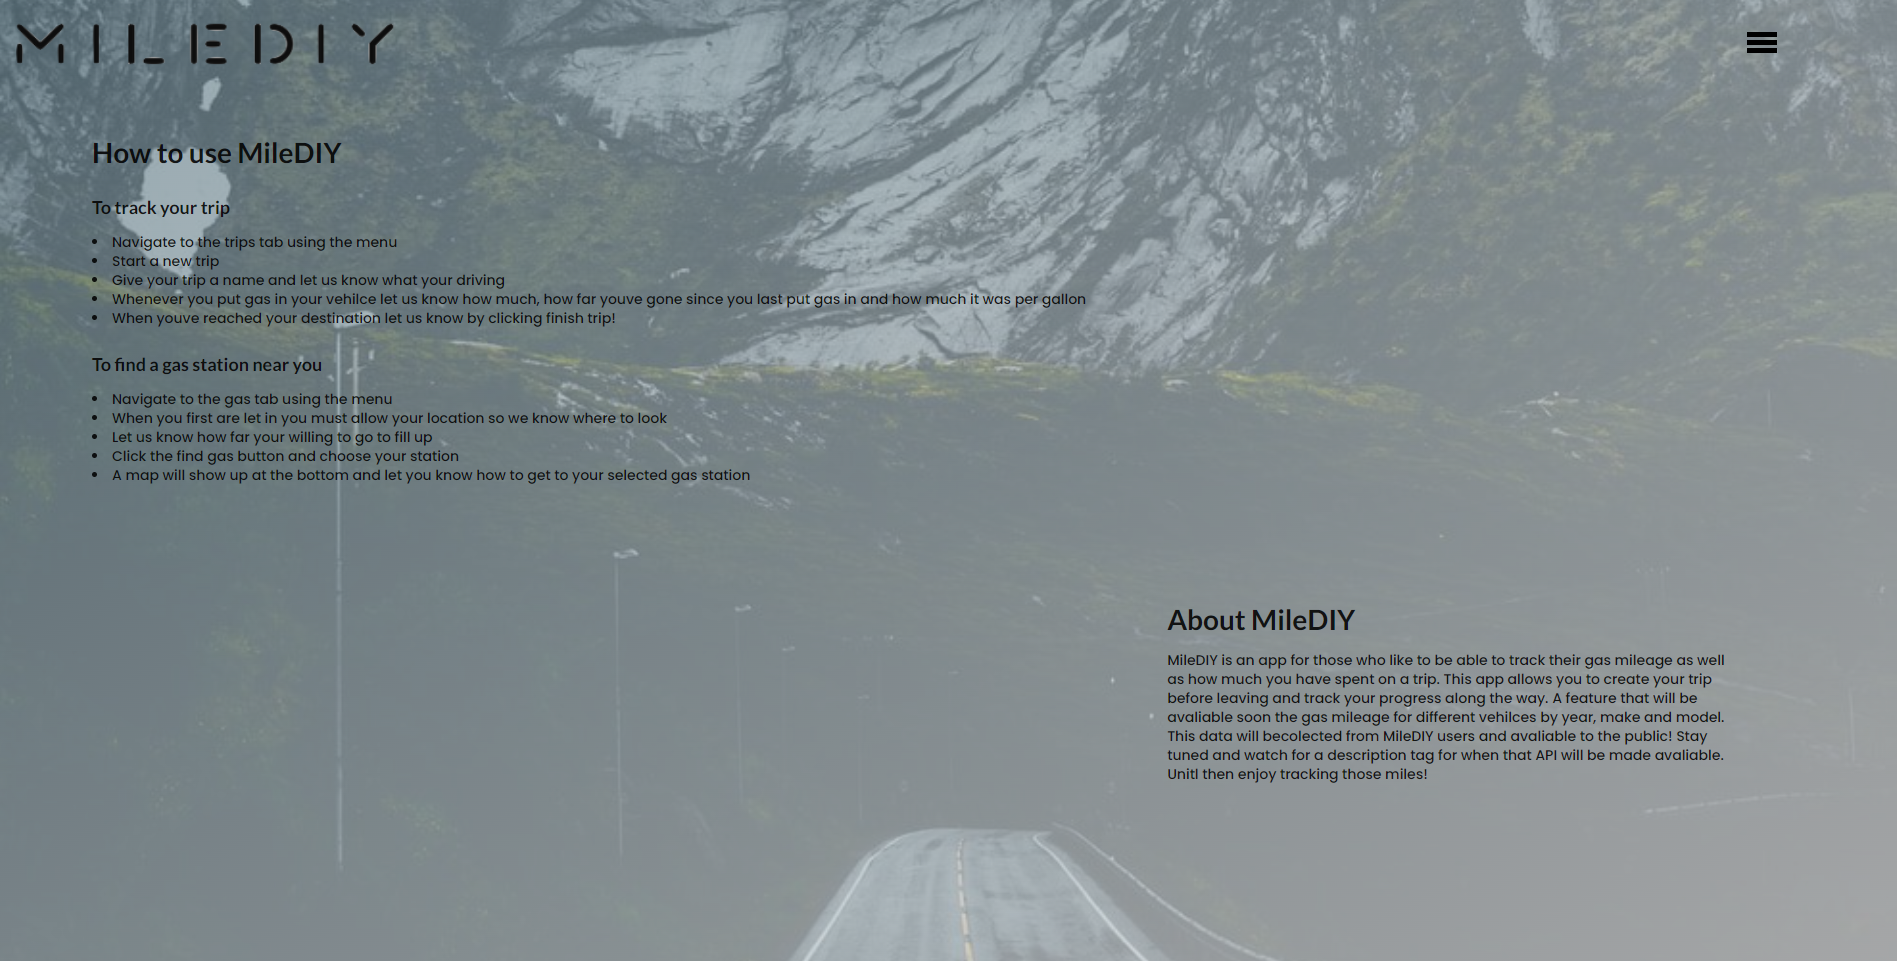 MILEDIY
How to use MileDIY
To track your trip
• Navigate to the trips tab using the menu
• Start a new trip
• Give your trip a name and let us know what your driving
• Whenever you put gas in your vehilce let us know how much, how far youve gone since you last put gas in and how much it was per gallon
• When youve reached your destination let us know by clicking finish trip!
To find a gas station near you
• Navigate to the gas tab using the menu
• When you first are let in you must allow your location so we know where to look
• Let us know how far your willing to go to fill up
• Click the find gas button and choose your station
• A map will show up at the bottom and let you know how to get to your selected gas station
About MileDIY
MileDIY is an app for those who like to be able to track their gas mileage as well
as how much you have spent on a trip. This app allows you to create your trip
before leaving and track your progress along the way. A feature that will be
avaliable soon the gas mileage for different vehilces by year, make and model.
This data will becolected from MileDIY users and avaliable to the public! Stay
tuned and watch for a description tag for when that API will be made avaliable.
Unitl then enjoy tracking those miles!